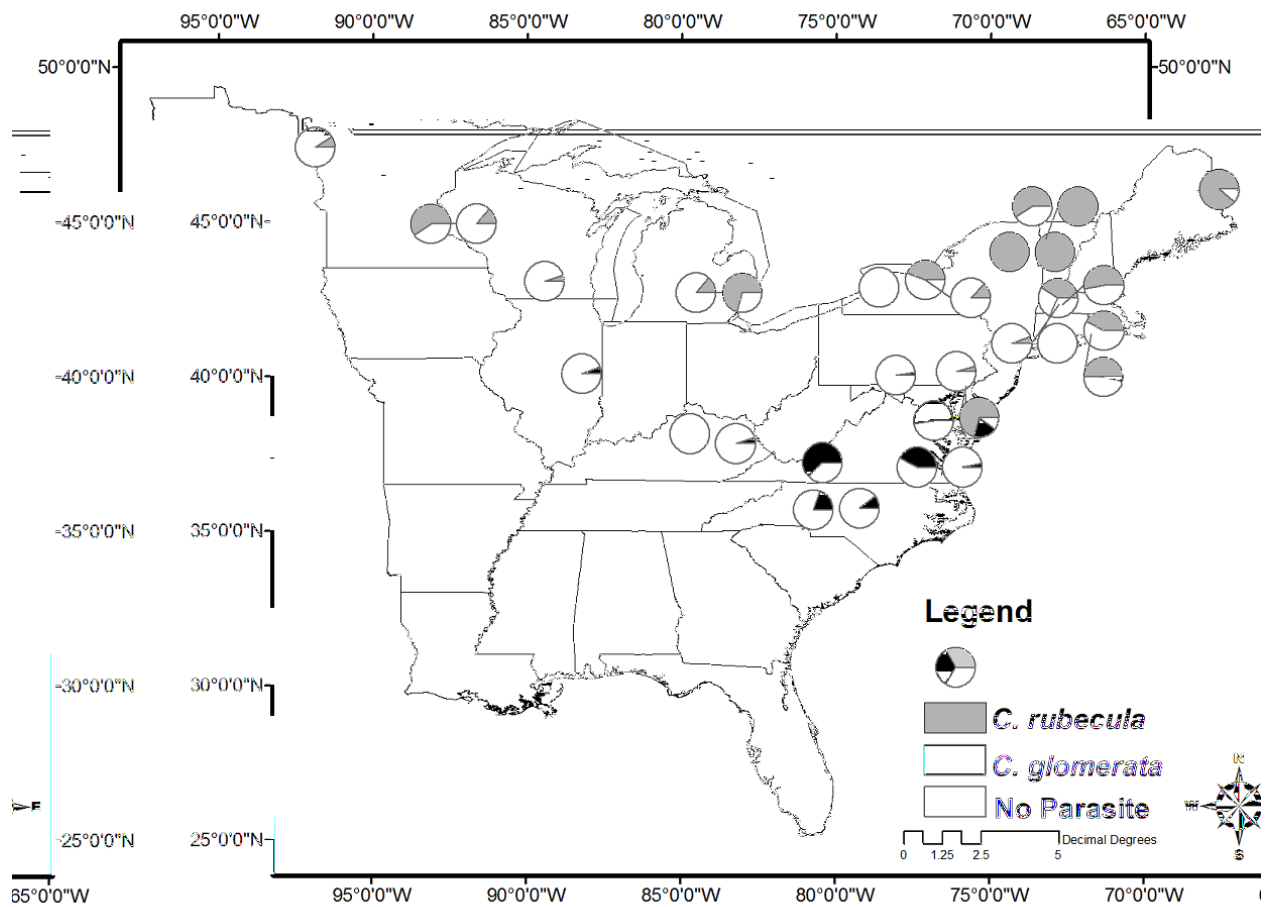 95°0'0"W 90°0'0"W 85°0'0"W 80°0'0"W 75°0'0"W 70°0'0"W 65°0'0"W
50°0'0"N 50°0'0"N
45°0'0"N 45°0'0"N
40°0'0"N 40°0'0"N
35°0'0"N 35°0'0"N
Legend
30°0'0"N 30°0'0"N
C. rubecula
C. glomerata
N
No Parasite
E W
Decimal Degrees
0 1.25 2.5 5
S
25°0'0"N 25°0'0"N
95°0'0"W 90°0'0"W 85°0'0"W 80°0'0"W 75°0'0"W 70°0'0"W